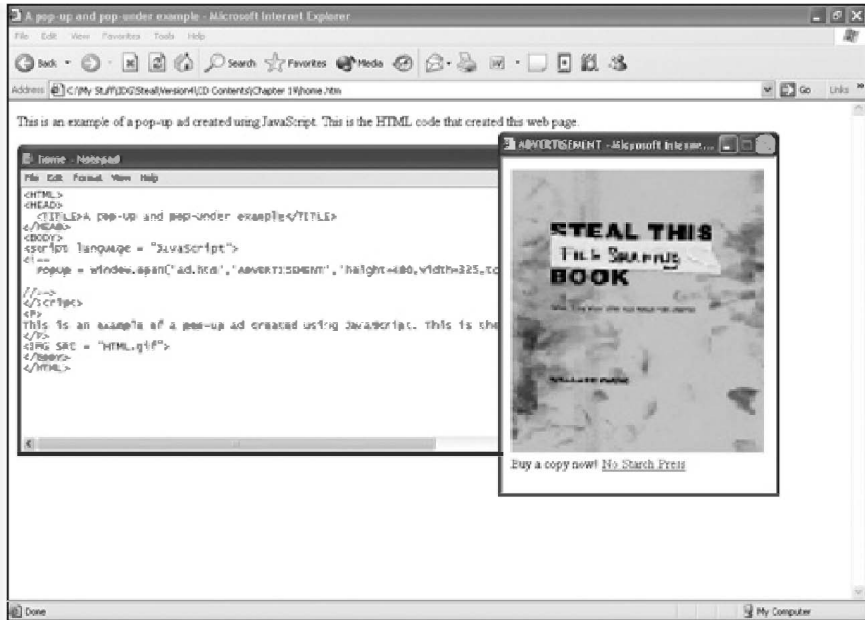 A pop-up and pop-under example - Microsoft Internet Explorer
File Edit View Favorites Tools Help
Back Search Favorites Media
Address C:\My Stuff\IDG\Steal\Version4\CD Contents\Chapter 19\home.htm Go Links »
This is an example of a pop-up ad created using JavaScript. This is the HTML code that created this web page.
home - Notepad
File Edit Format View Help
<HTML>
<HEAD>
<TITLE>A pop-up and pop-under example</TITLE>
</HEAD>
<BODY>
<script language = "JavaScript">
<!--
popup = window.open('ad.htm','ADVERTISEMENT','height=480,width=325,
//-->
</script>
<P>
This is an example of a pop-up ad created using JavaScript. This is the
</P>
<IMG SRC = "HTML.gif">
</BODY>
</HTML>
ADVERTISEMENT - Microsoft Interne...
STEAL THIS
FILE SHARING
BOOK
Buy a copy now! No Starch Press
Done My Computer